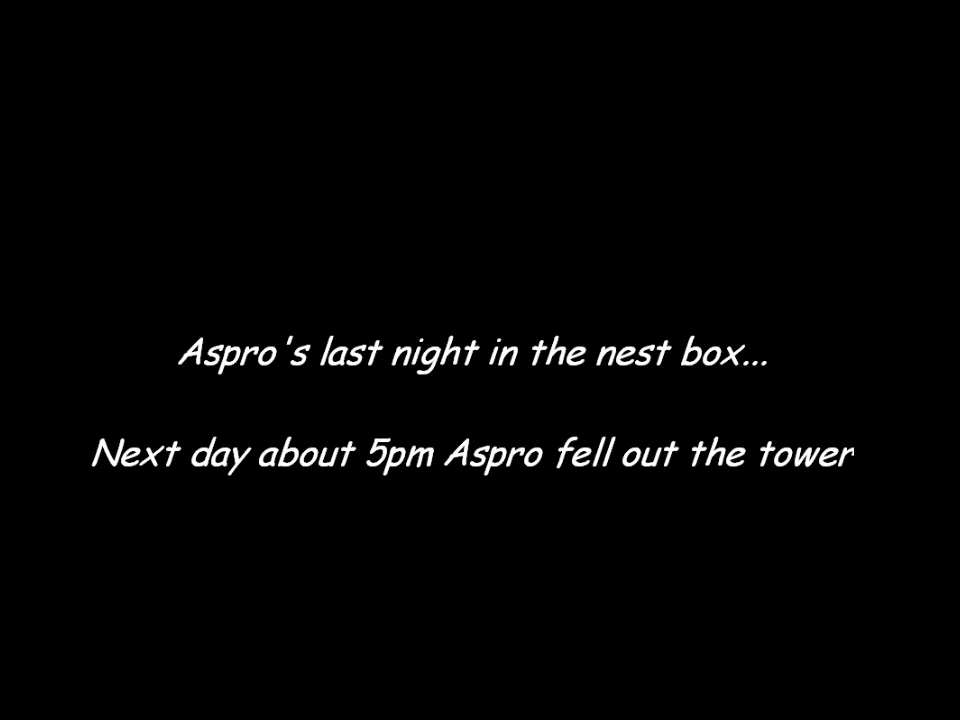 Aspro's last night in the nest box...
Next day about 5pm Aspro fell out the tower